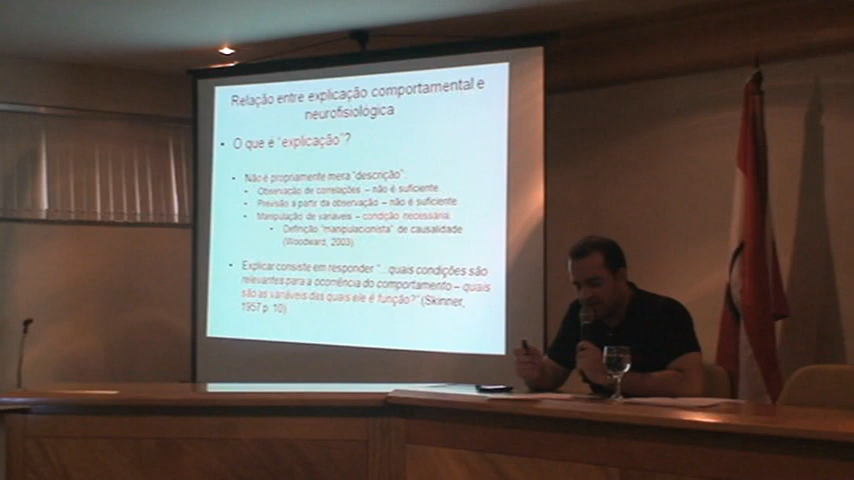 Relação entre explicação comportamental e
neurofisiológica
• O que é "explicação"?
• Não é propriamente mera "descrição".
• Observação de correlações – não é suficiente.
• Previsão a partir da observação – não é suficiente.
• Manipulação de variáveis – condição necessária.
• Definição "manipulacionista" de causalidade
(Woodward, 2003).
• Explicar consiste em responder "...quais condições são
relevantes para a ocorrência do comportamento – quais
são as variáveis das quais ele é função?" (Skinner,
1957 p. 10)